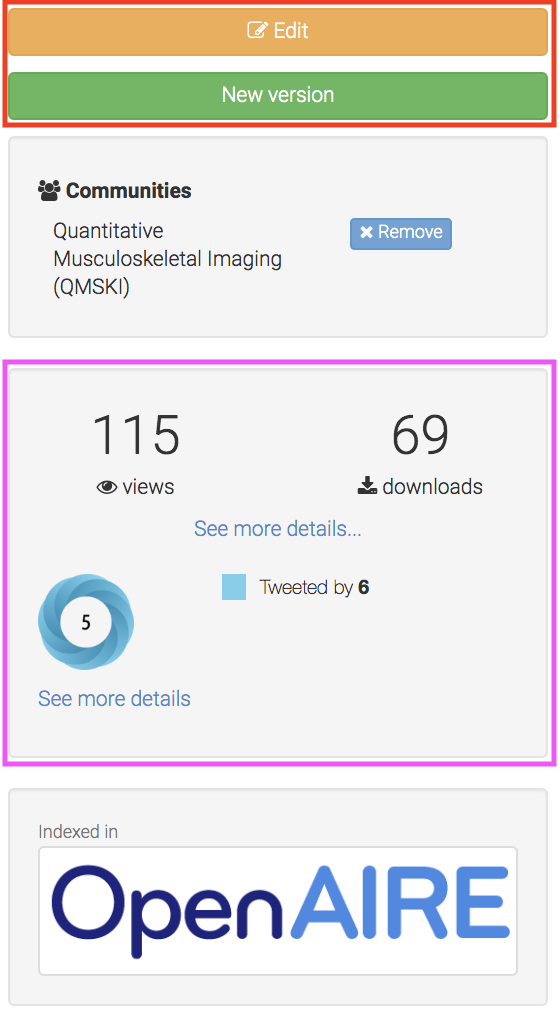 Edit
New version
Communities
Quantitative
Musculoskeletal Imaging
(QMSKI)
Remove
115
69
views
downloads
See more details...
5
Tweeted by 6
See more details
Indexed in
OpenAIRE